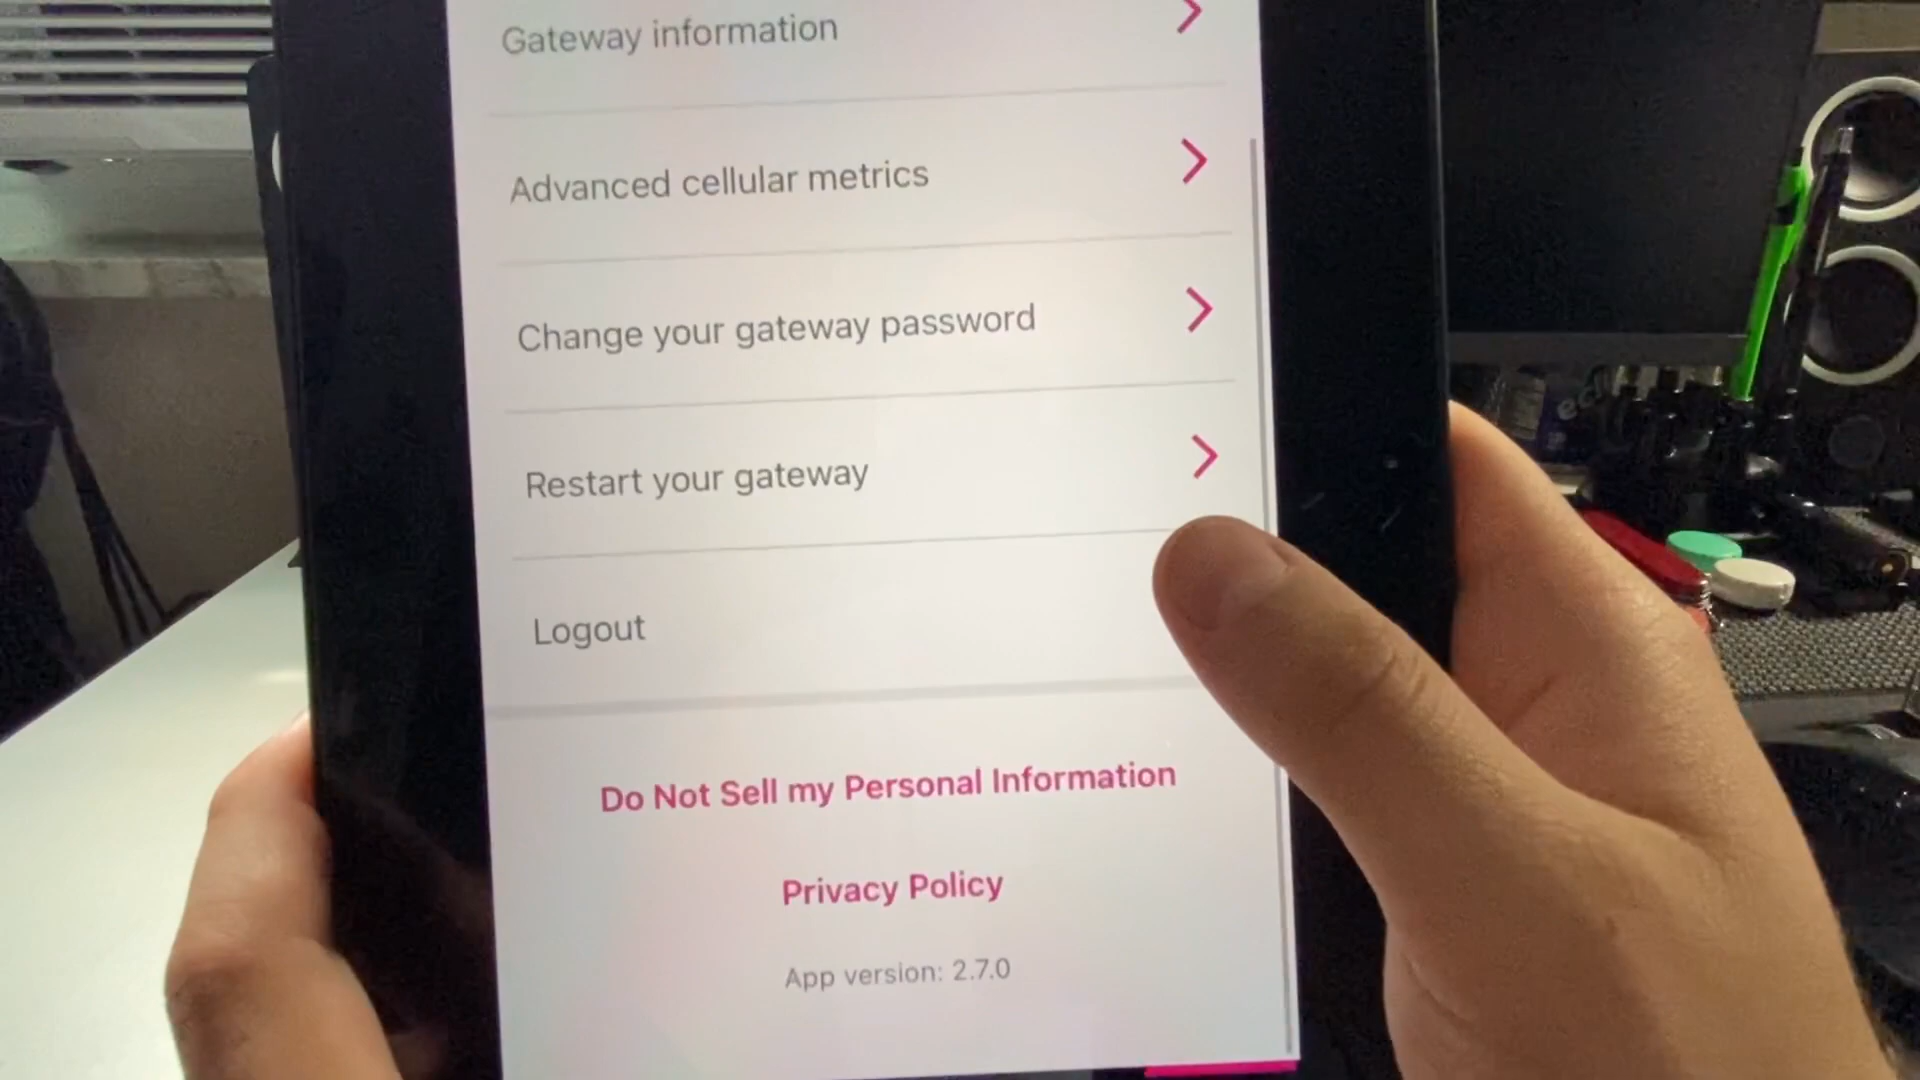 Gateway information
Advanced cellular metrics
Change your gateway password
Restart your gateway
Logout
Do Not Sell my Personal Information
Privacy Policy
App version: 2.7.0